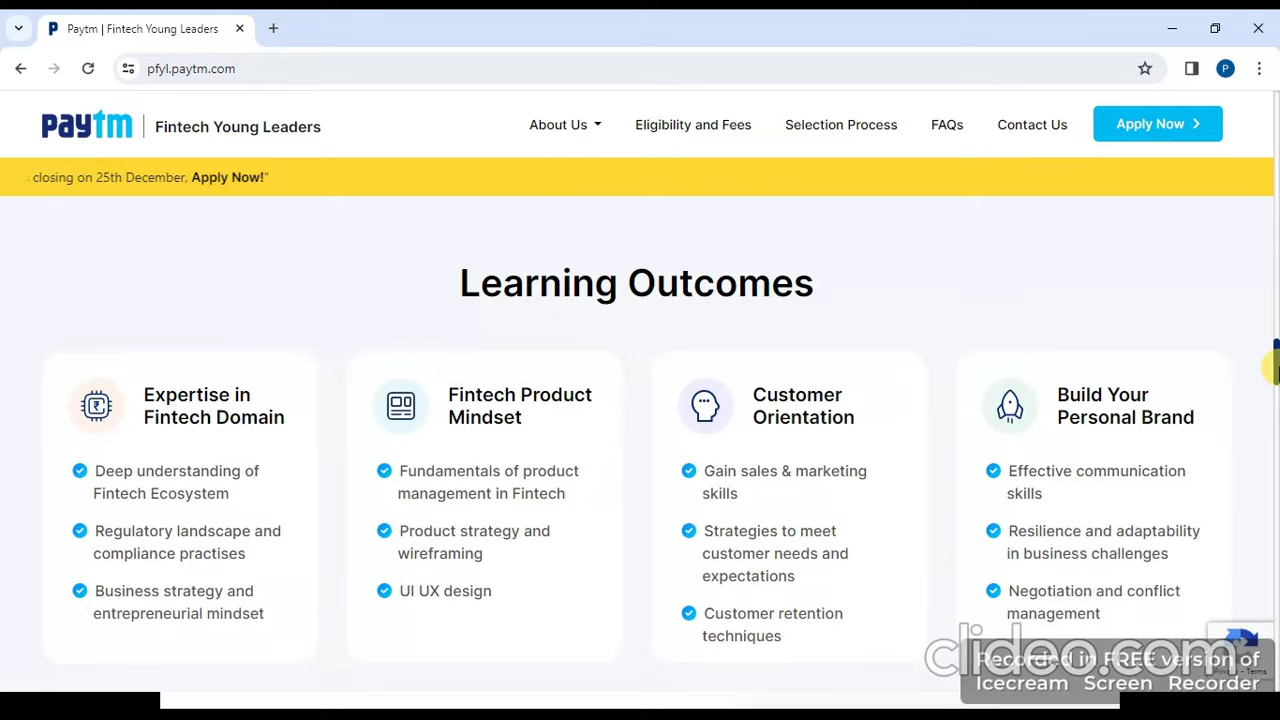 Paytm | Fintech Young Leaders
pfyl.paytm.com
P
paytm | Fintech Young Leaders
About Us
Eligibility and Fees
Selection Process
FAQs
Contact Us
Apply Now
closing on 25th December, Apply Now!"
Learning Outcomes
Expertise in
Fintech Domain
Deep understanding of
Fintech Ecosystem
Regulatory landscape and
compliance practises
Business strategy and
entrepreneurial mindset
Fintech Product
Mindset
Fundamentals of product
management in Fintech
Product strategy and
wireframing
UI UX design
Customer
Orientation
Gain sales & marketing
skills
Strategies to meet
customer needs and
expectations
Customer retention
techniques
Build Your
Personal Brand
Effective communication
skills
Resilience and adaptability
in business challenges
Negotiation and conflict
management
clideo.com
Recorded in FREE version of
Icecream Screen Recorder
Privacy - Terms